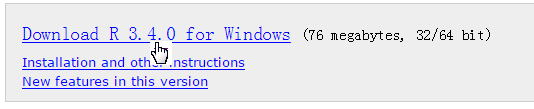 Download R 3.4.0 for Windows (76 megabytes, 32/64 bit)
Installation and other instructions
New features in this version